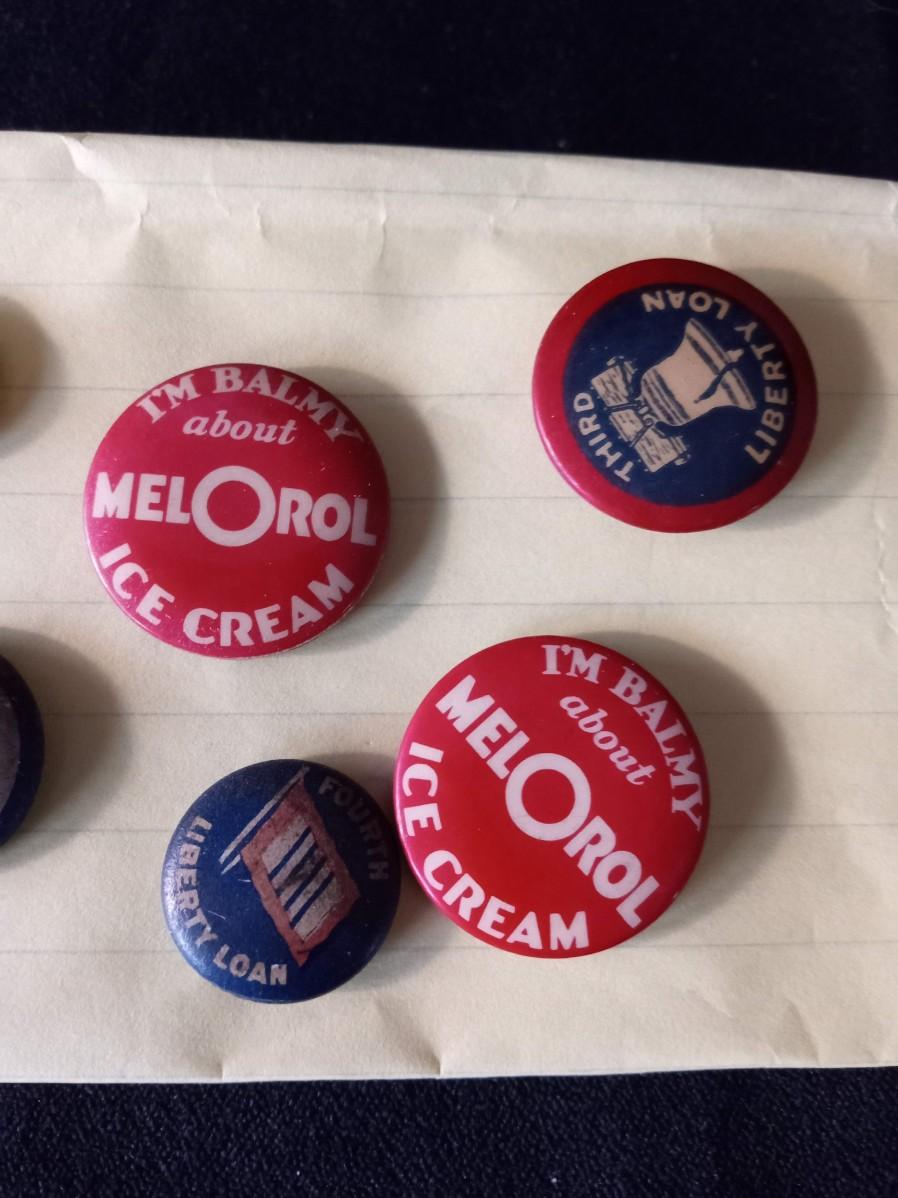 I'M BALMY
about
MELOROL
ICE CREAM
THIRD
LIBERTY LOAN
I'M BALMY
about
MELOROL
ICE CREAM
FOURTH
LIBERTY LOAN